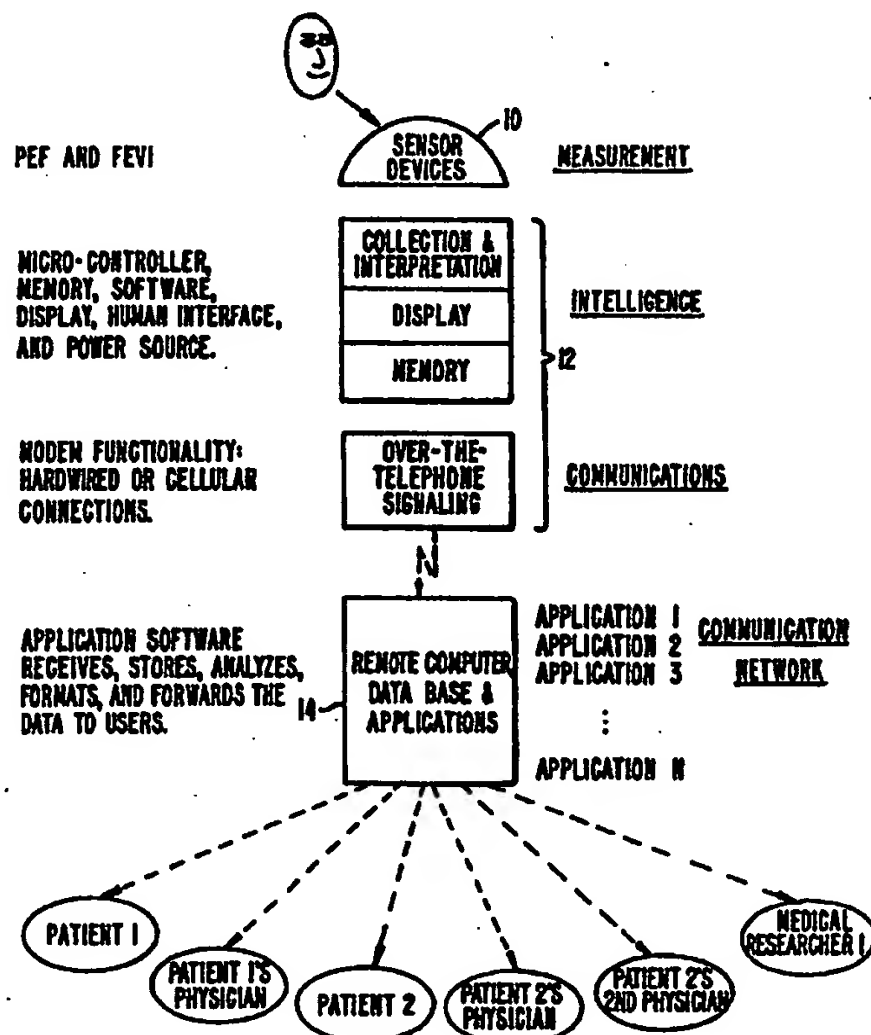 10
PEF AND FEVI
SENSOR
DEVICES
MEASUREMENT
MICRO-CONTROLLER,
MEMORY, SOFTWARE,
DISPLAY, HUMAN INTERFACE,
AND POWER SOURCE.
COLLECTION &
INTERPRETATION
DISPLAY
MEMORY
INTELLIGENCE
12
MODEM FUNCTIONALITY:
HARDWIRED OR CELLULAR
CONNECTIONS.
OVER-THE-
TELEPHONE
SIGNALING
COMMUNICATIONS
APPLICATION SOFTWARE
RECEIVES, STORES, ANALYZES,
FORMATS, AND FORWARDS THE
DATA TO USERS.
14
REMOTE COMPUTER
DATA BASE &
APPLICATIONS
APPLICATION 1
APPLICATION 2
APPLICATION 3
⋮
APPLICATION N
COMMUNICATION
NETWORK
PATIENT 1
PATIENT 1'S
PHYSICIAN
PATIENT 2
PATIENT 2'S
PHYSICIAN
PATIENT 2'S
2ND PHYSICIAN
MEDICAL
RESEARCHER 1.